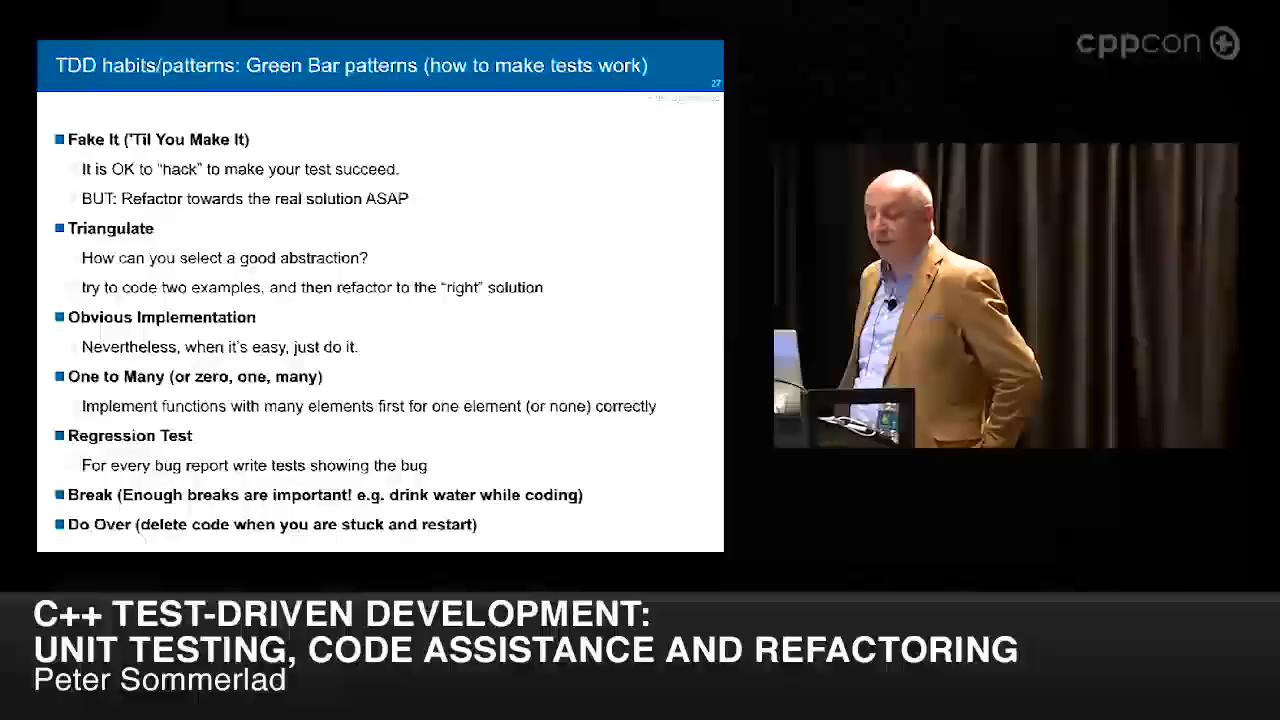 TDD habits/patterns: Green Bar patterns (how to make tests work)
27
Fake It ('Til You Make It)
It is OK to “hack” to make your test succeed.
BUT: Refactor towards the real solution ASAP
Triangulate
How can you select a good abstraction?
try to code two examples, and then refactor to the “right” solution
Obvious Implementation
Nevertheless, when it’s easy, just do it.
One to Many (or zero, one, many)
Implement functions with many elements first for one element (or none) correctly
Regression Test
For every bug report write tests showing the bug
Break (Enough breaks are important! e.g. drink water while coding)
Do Over (delete code when you are stuck and restart)
cppcon
C++ TEST-DRIVEN DEVELOPMENT:
UNIT TESTING, CODE ASSISTANCE AND REFACTORING
Peter Sommerlad